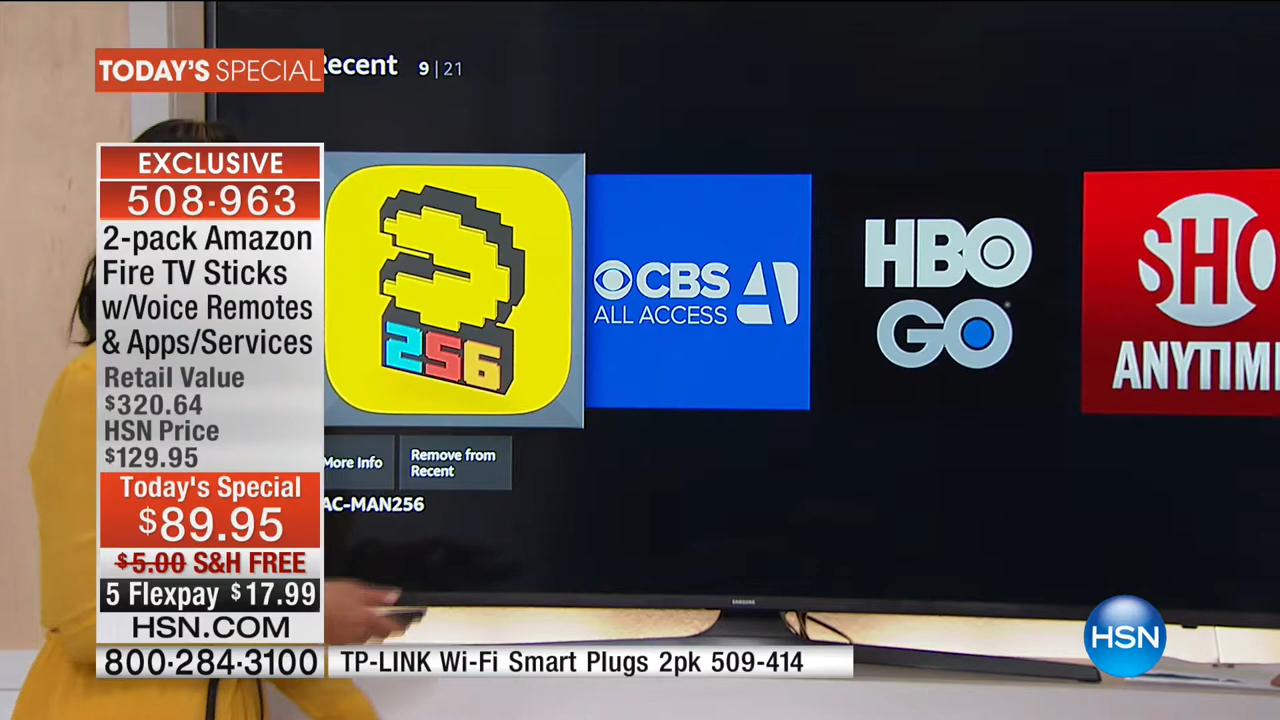 TODAY'S SPECIAL
Recent 9 | 21
EXCLUSIVE
508-963
2-pack Amazon
Fire TV Sticks
w/Voice Remotes
& Apps/Services
Retail Value
$320.64
HSN Price
$129.95
Today's Special
$89.95
$5.00 S&H FREE
5 Flexpay $17.99
HSN.COM
800-284-3100
TP-LINK Wi-Fi Smart Plugs 2pk 509-414
256
CBS
ALL ACCESS
HBO
GO
SHO
ANYTIM
More Info
Remove from
Recent
AC-MAN256
SAMSUNG
HSN